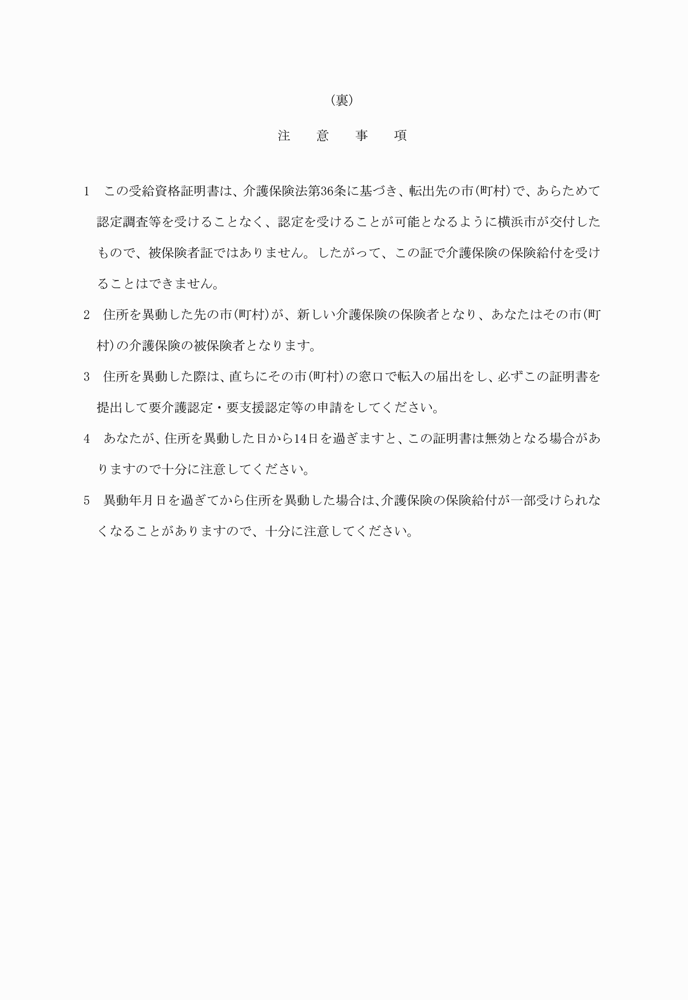 （裏）
注　意　事　項
1　この受給資格証明書は、介護保険法第36条に基づき、転出先の市(町村)で、あらためて
認定調査等を受けることなく、認定を受けることが可能となるように横浜市が交付した
もので、被保険者証ではありません。したがって、この証で介護保険の保険給付を受け
ることはできません。
2　住所を異動した先の市(町村)が、新しい介護保険の保険者となり、あなたはその市(町
村)の介護保険の被保険者となります。
3　住所を異動した際は、直ちにその市(町村)の窓口で転入の届出をし、必ずこの証明書を
提出して要介護認定・要支援認定等の申請をしてください。
4　あなたが、住所を異動した日から14日を過ぎますと、この証明書は無効となる場合があ
りますので十分に注意してください。
5　異動年月日を過ぎてから住所を異動した場合は、介護保険の保険給付が一部受けられな
くなることがありますので、十分に注意してください。